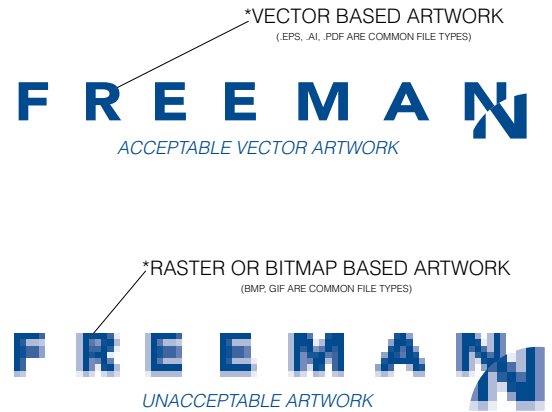 *VECTOR BASED ARTWORK
(.EPS, .AI, .PDF ARE COMMON FILE TYPES)
FREEMAN
ACCEPTABLE VECTOR ARTWORK
*RASTER OR BITMAP BASED ARTWORK
(BMP, GIF ARE COMMON FILE TYPES)
FREEMAN
UNACCEPTABLE ARTWORK